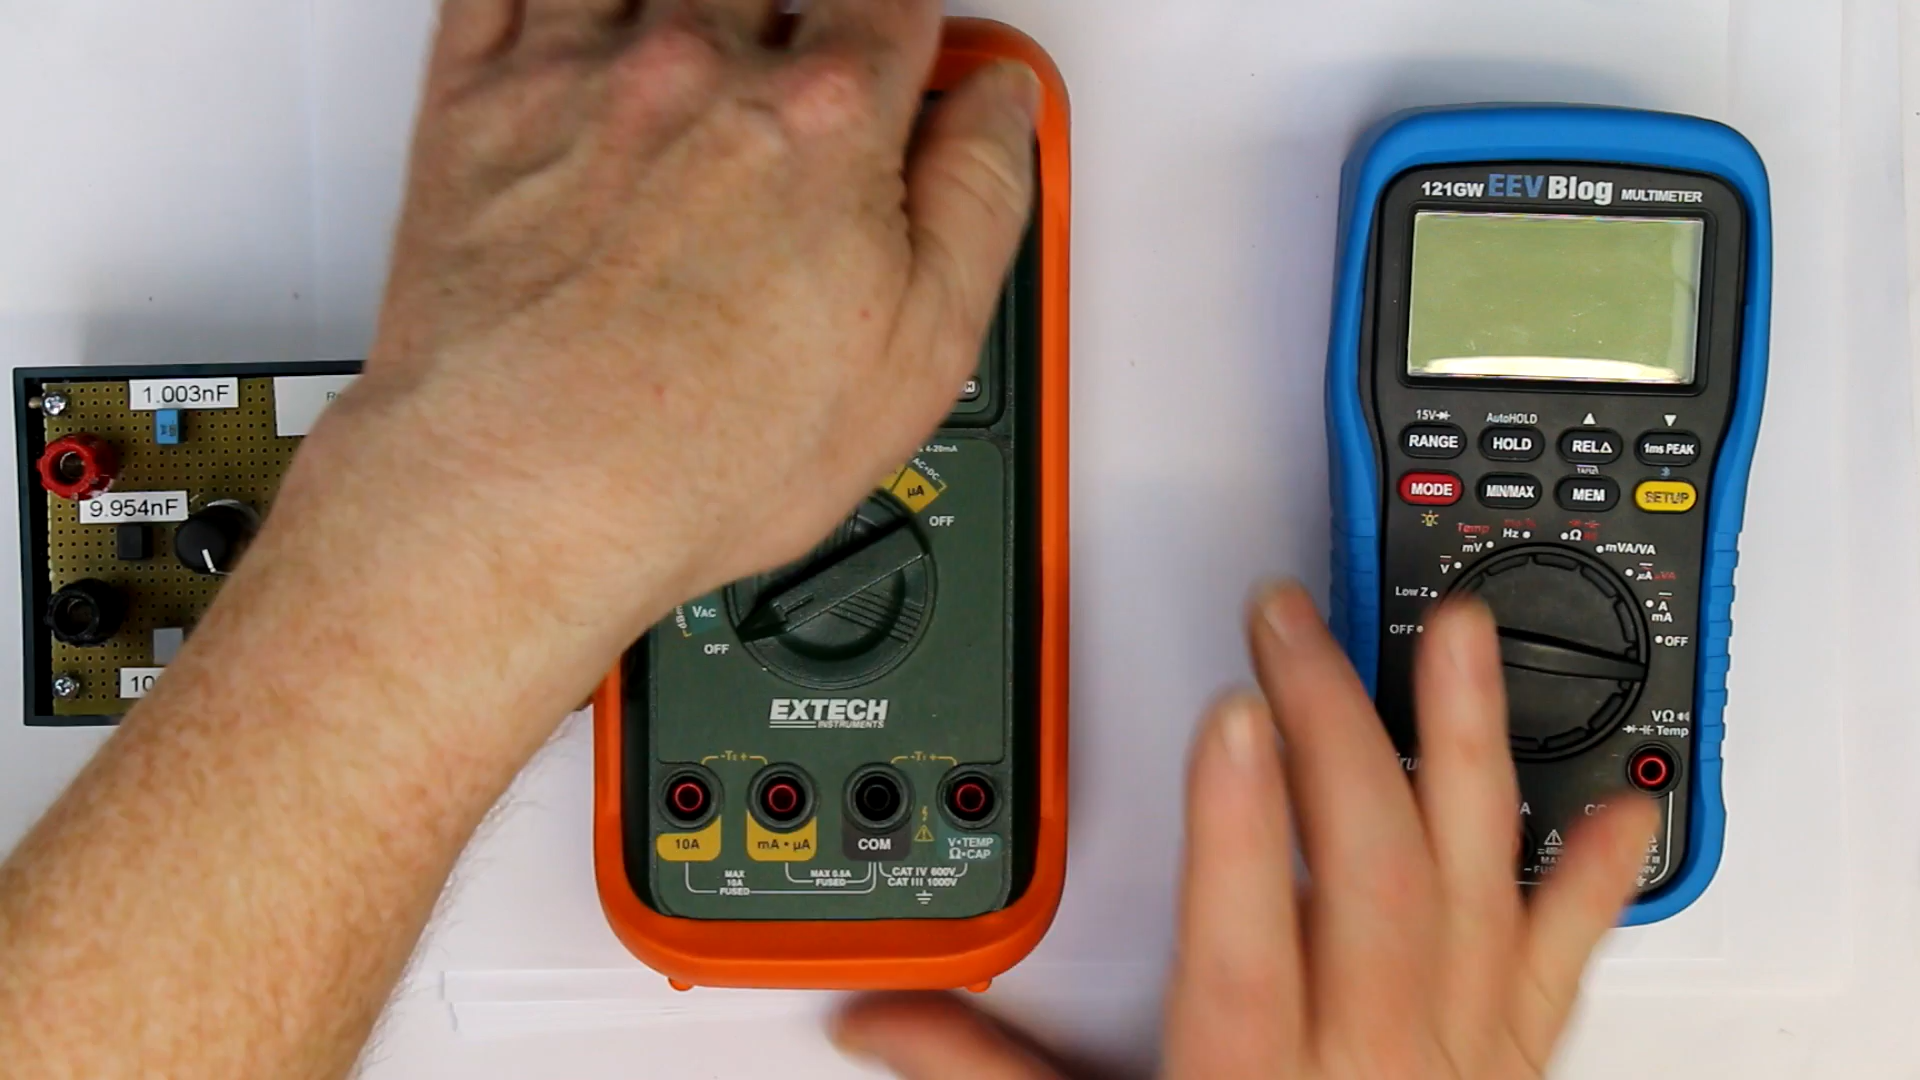 1.003nF
9.954nF
10
4-20mA
AC+DC
µA
OFF
VAC
dBm
OFF
EXTECH
INSTRUMENTS
10A
mA • µA
COM
V•TEMP
Ω•CAP
MAX
10A
FUSED
MAX 0.5A
FUSED
CAT IV 600V
CAT III 1000V
121GW EEVBlog MULTIMETER
15V
AutoHOLD
RANGE
HOLD
REL△
1ms PEAK
MODE
MIN/MAX
MEM
SETUP
Temp
mV
Hz
Ω
mVA/VA
V
µA
Low Z
A
mA
OFF
OFF
VΩ
Temp